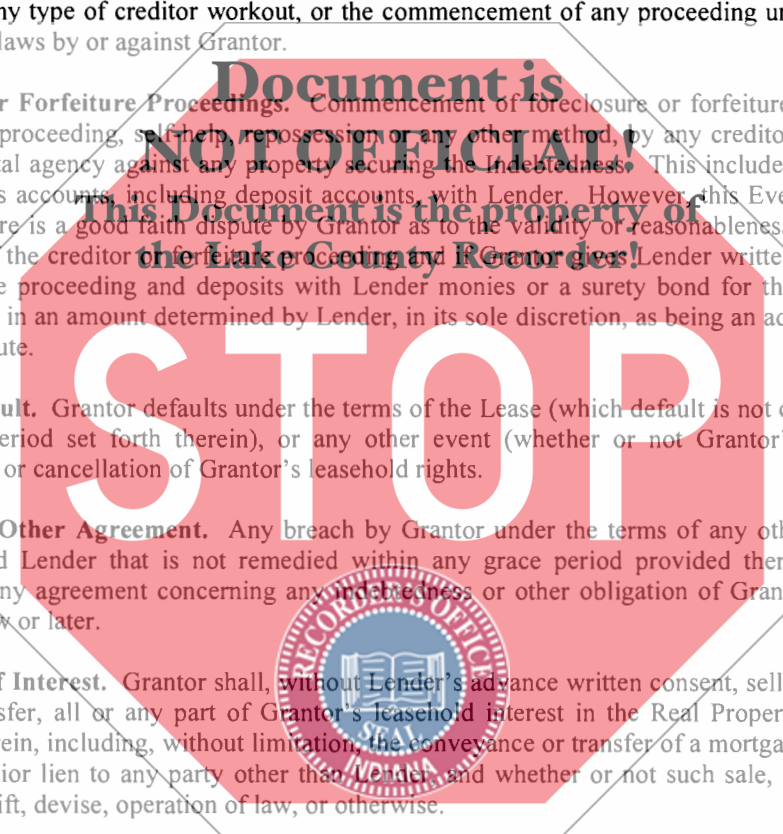 ny type of creditor workout, or the commencement of any proceeding un
laws by or against Grantor.
Document is
r Forfeiture Proceedings. Commencement of foreclosure or forfeiture
proceeding, self-help, repossession or any other method, by any creditor
NOT OFFICIAL!
tal agency against any property securing the Indebtedness. This include
s accounts, including deposit accounts, with Lender. However, this Eve
This Document is the property of
re is a good faith dispute by Grantor as to the validity or reasonableness
the creditor or forfeiture proceeding and if Grantor gives Lender written
the Lake County Recorder!
e proceeding and deposits with Lender monies or a surety bond for th
in an amount determined by Lender, in its sole discretion, as being an ac
ute.
STOP
ult. Grantor defaults under the terms of the Lease (which default is not c
eriod set forth therein), or any other event (whether or not Grantor'
or cancellation of Grantor's leasehold rights.
Other Agreement. Any breach by Grantor under the terms of any oth
d Lender that is not remedied within any grace period provided ther
ny agreement concerning any indebtedness or other obligation of Gran
w or later.
RECORDER'S OFFICE
f Interest. Grantor shall, without Lender's advance written consent, sell
sfer, all or any part of Grantor's leasehold interest in the Real Proper
SEAL
rein, including, without limitation, the conveyance or transfer of a mortga
INDIANA
ior lien to any party other than Lender, and whether or not such sale,
ift, devise, operation of law, or otherwise.